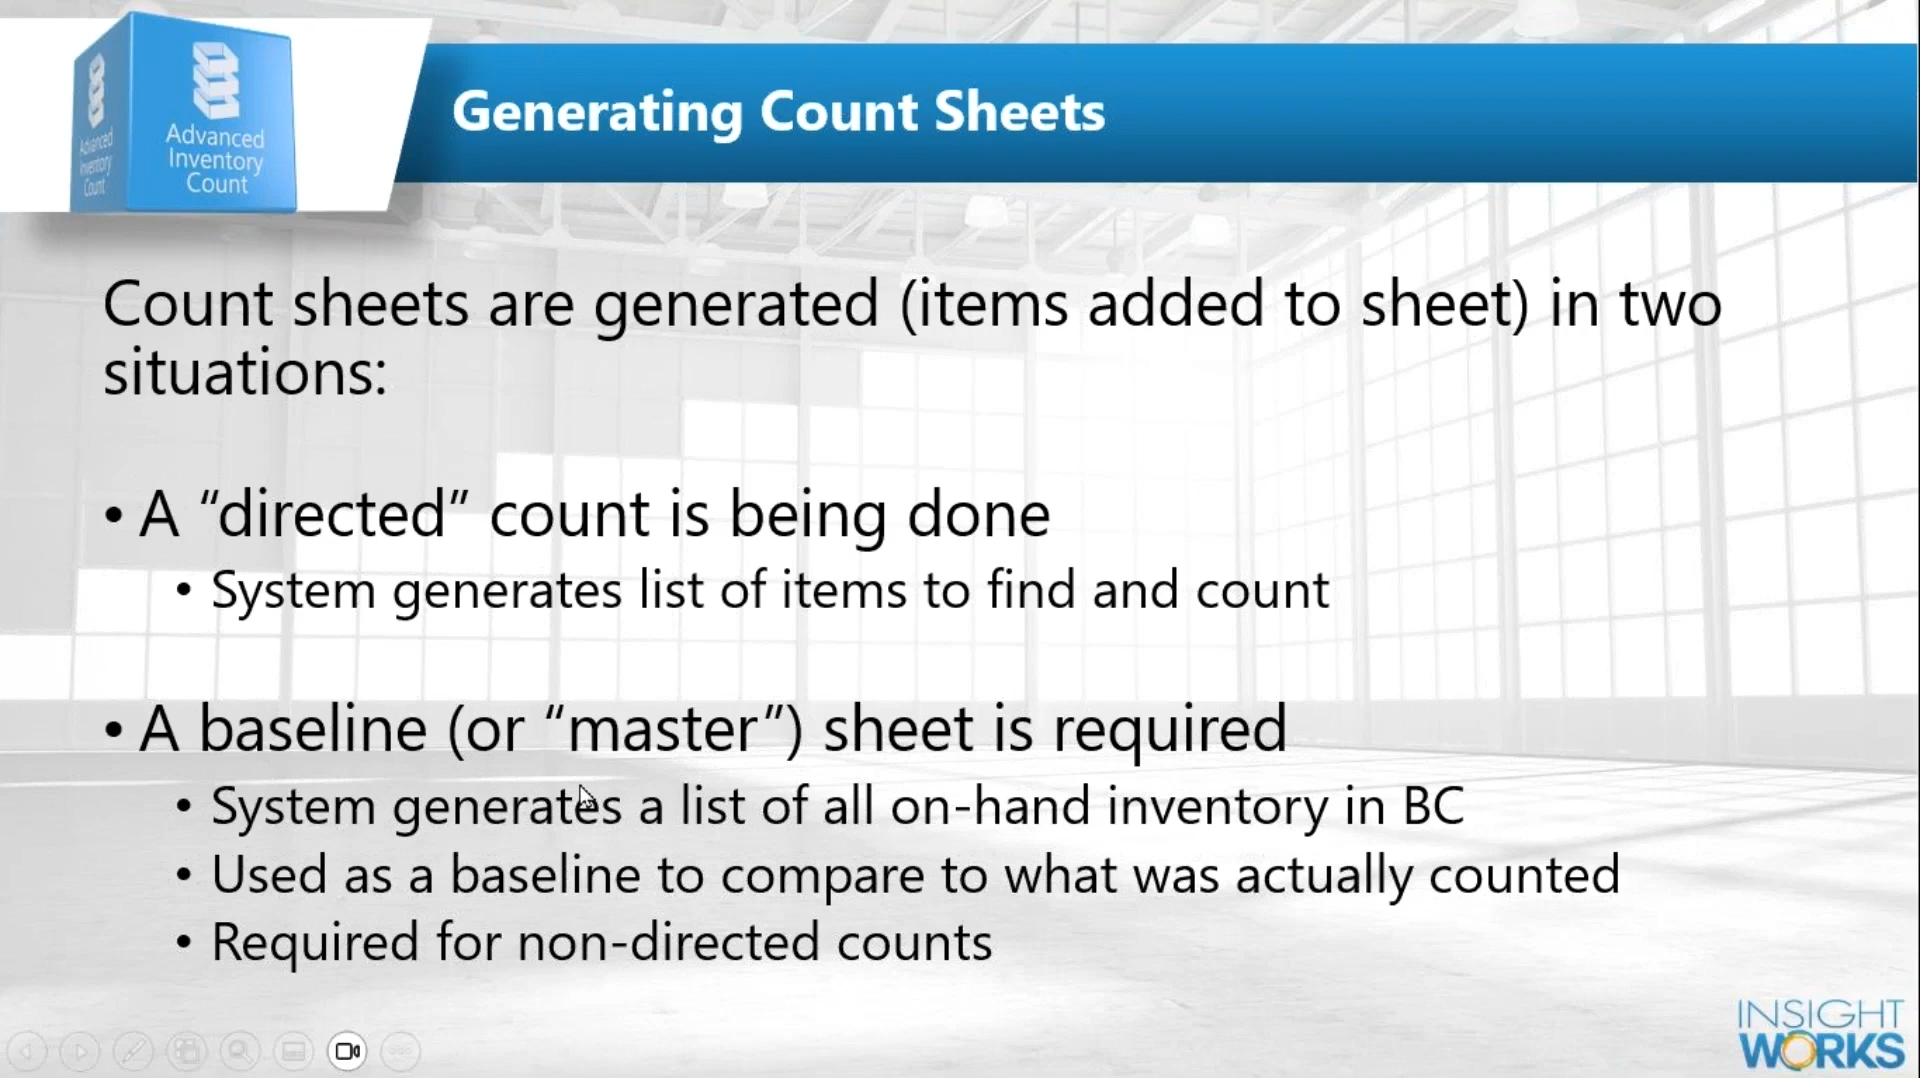 Advanced
Inventory
Count
Advanced
Inventory
Count
Generating Count Sheets
Count sheets are generated (items added to sheet) in two
situations:
• A “directed” count is being done
• System generates list of items to find and count
• A baseline (or “master”) sheet is required
• System generates a list of all on-hand inventory in BC
• Used as a baseline to compare to what was actually counted
• Required for non-directed counts
INSIGHT
WORKS